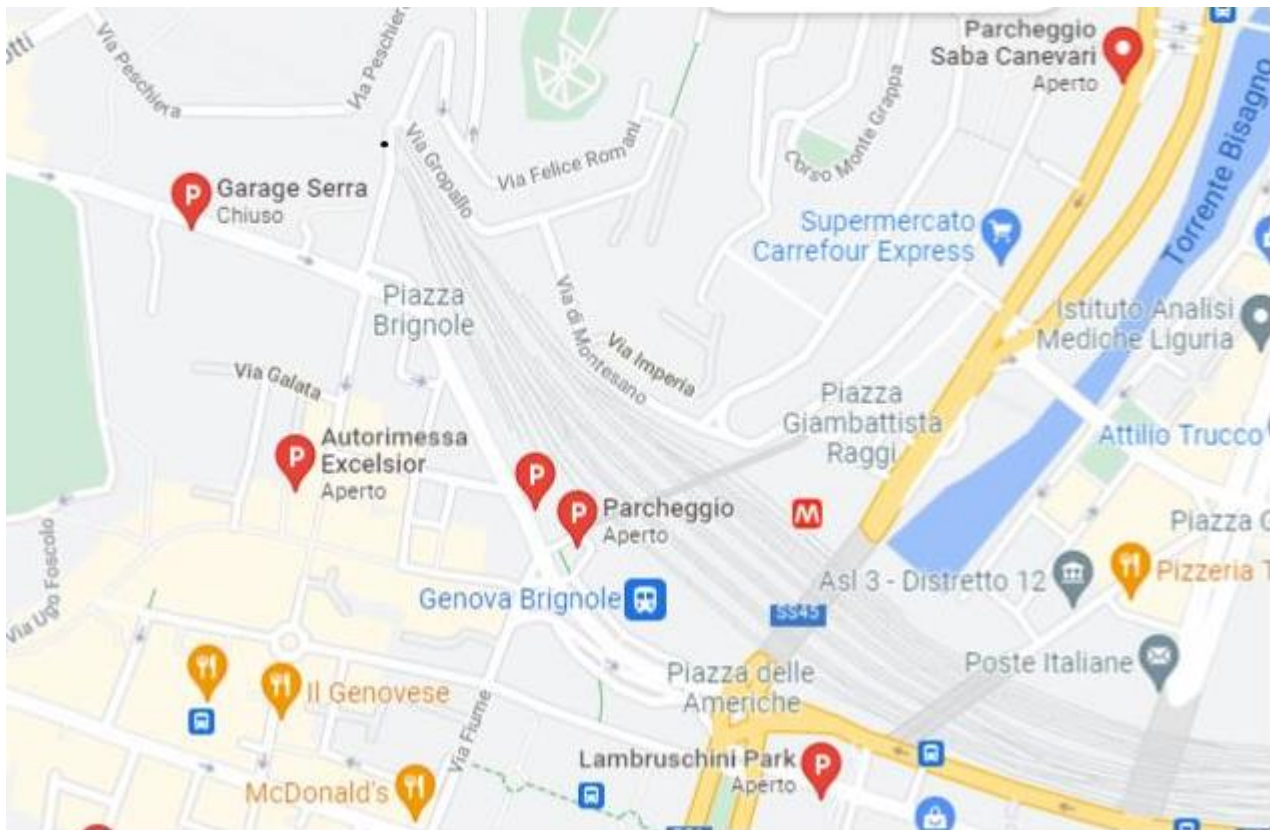 otti
Via Peschiera
Via Peschiera
Parcheggio
Saba Canevari
Aperto
Torrente Bisagno
Via Gropallo
Via Felice Romani
Corso Monte Grappa
Garage Serra
Chiuso
Supermercato
Carrefour Express
Piazza
Brignole
Via di Montesano
Via Imperia
Istituto Analisi
Mediche Liguria
Via Galata
Piazza
Giambattista
Raggi
Autorimessa
Excelsior
Aperto
Attilio Trucco
P
P
P
P
Parcheggio
Aperto
M
Piazza G
Via Ugo Foscolo
Asl 3 - Distretto 12
Pizzeria T
Genova Brignole
SS45
Piazza delle
Americhe
Poste Italiane
Il Genovese
Via Fiume
Lambruschini Park
Aperto
P
McDonald's